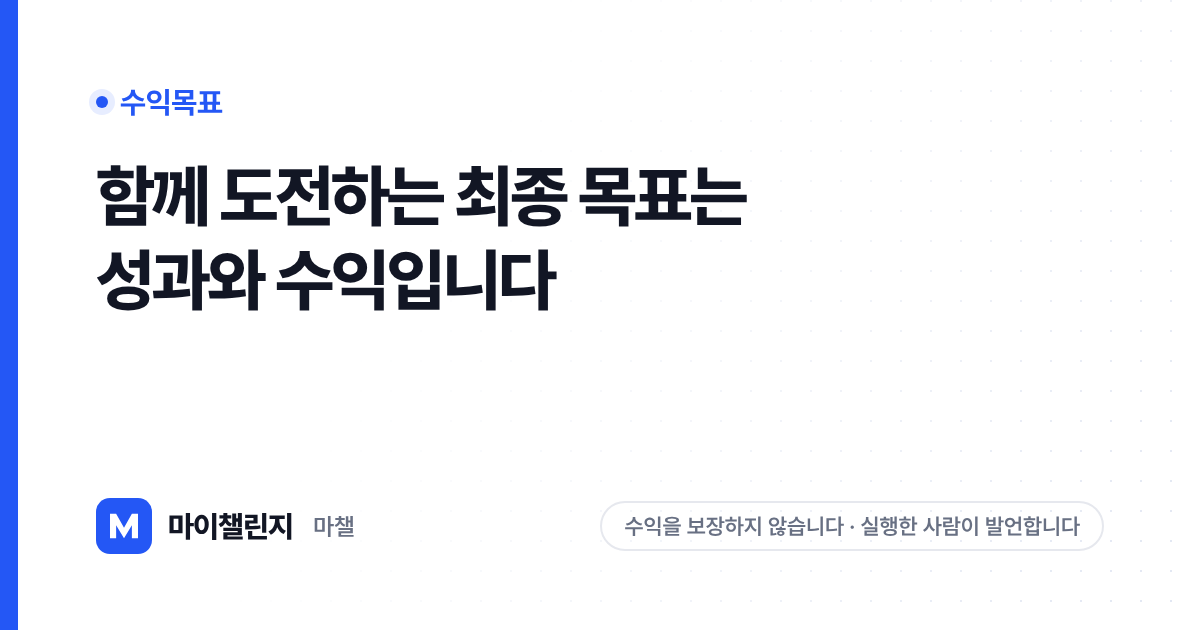 수익목표
함께 도전하는 최종 목표는
성과와 수익입니다
M 마이챌린지 마챌
수익을 보장하지 않습니다 · 실행한 사람이 발언합니다